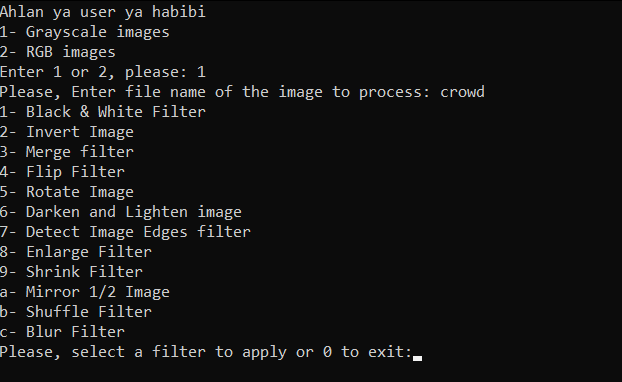 Ahlan ya user ya habibi
1- Grayscale images
2- RGB images
Enter 1 or 2, please: 1
Please, Enter file name of the image to process: crowd
1- Black & White Filter
2- Invert Image
3- Merge filter
4- Flip Filter
5- Rotate Image
6- Darken and Lighten image
7- Detect Image Edges filter
8- Enlarge Filter
9- Shrink Filter
a- Mirror 1/2 Image
b- Shuffle Filter
c- Blur Filter
Please, select a filter to apply or 0 to exit: